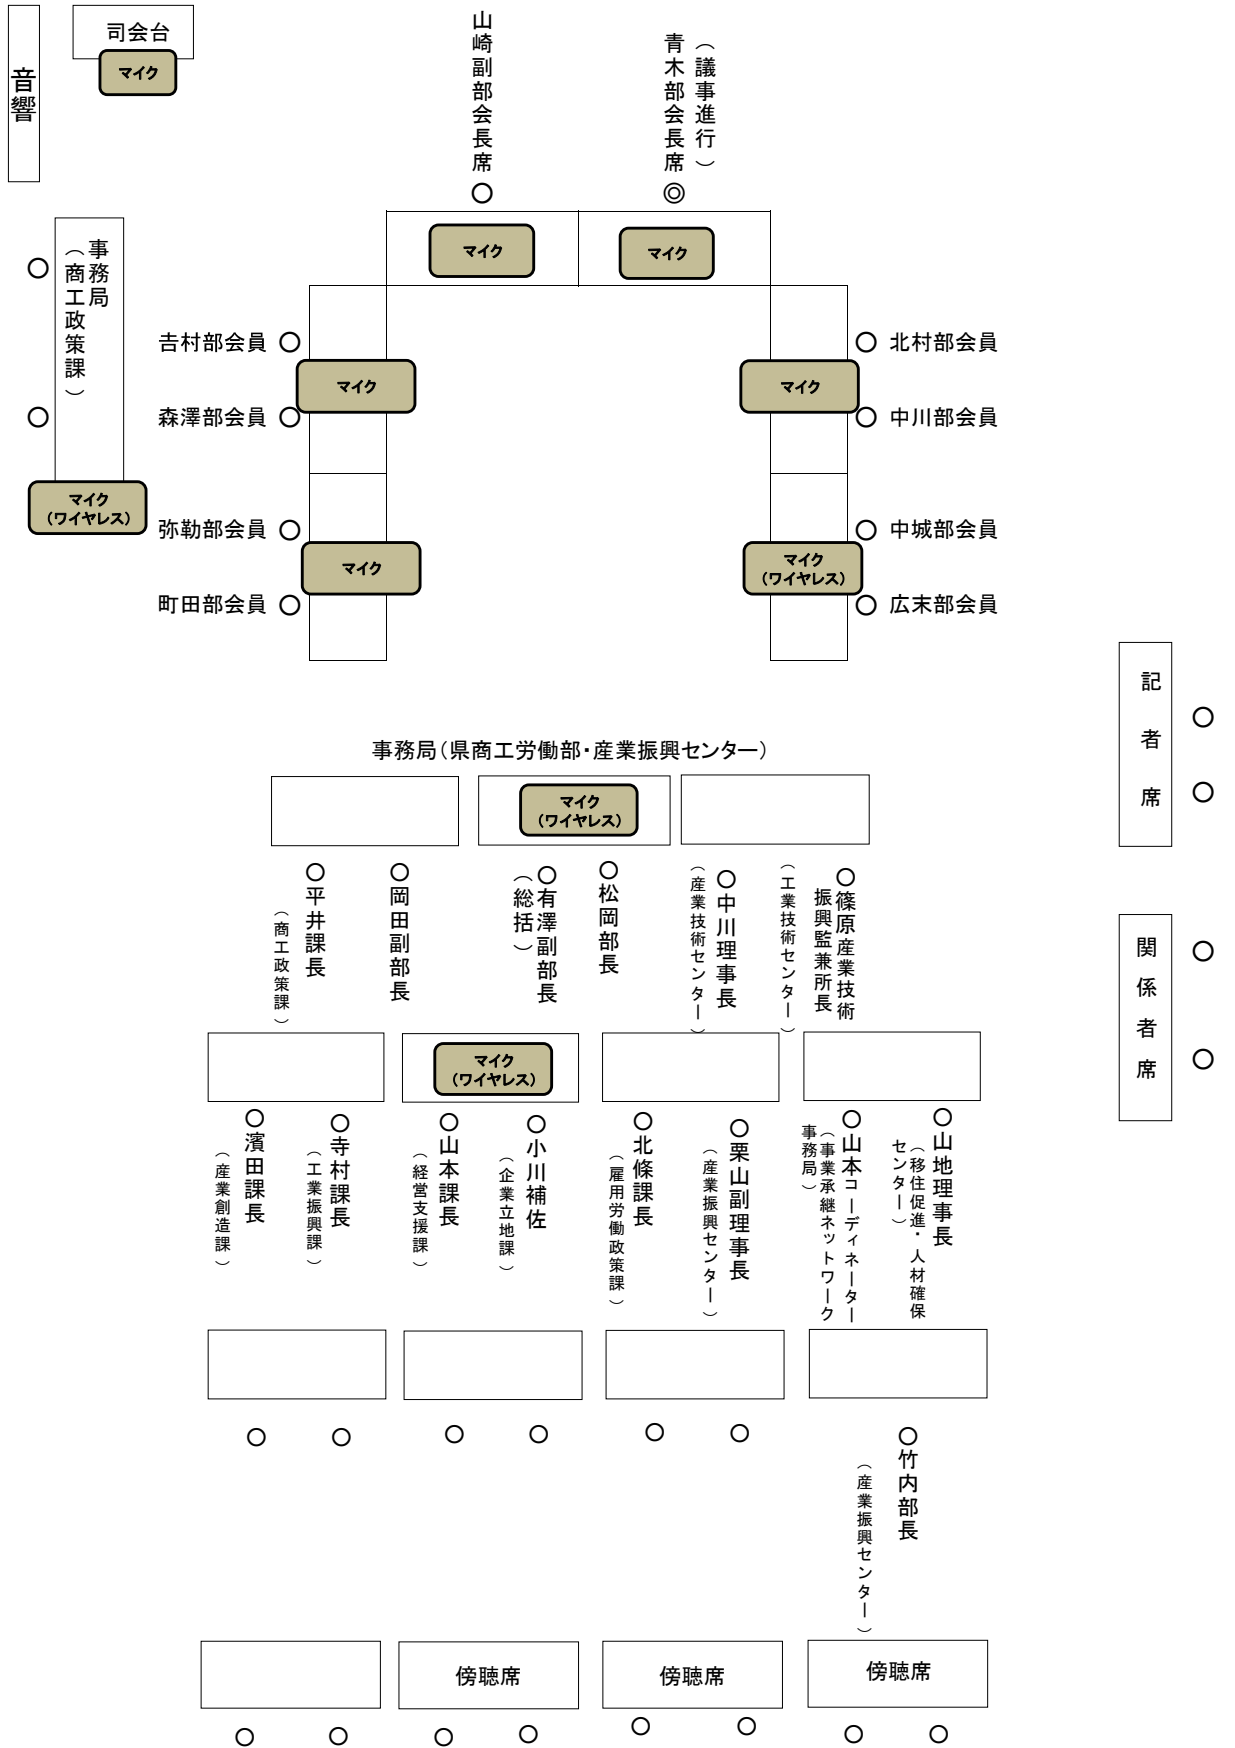 音響
司会台
マイク
山崎副部会長席
○
青木部会長席
（議事進行）
◎
マイク
マイク
事務局
（商工政策課）
○
○
マイク
（ワイヤレス）
吉村部会員 ○
マイク
森澤部会員 ○
弥勒部会員 ○
マイク
町田部会員 ○
○ 北村部会員
マイク
○ 中川部会員
○ 中城部会員
マイク
（ワイヤレス）
○ 広末部会員
記者席
○
○
関係者席
○
○
事務局（県商工労働部・産業振興センター）
マイク
（ワイヤレス）
○平井課長
（商工政策課）
○岡田副部長
○有澤副部長
（総括）
○松岡部長
○中川理事長
（産業技術センター）
○篠原産業技術
振興監兼所長
（工業技術センター）
マイク
（ワイヤレス）
○濱田課長
（産業創造課）
○寺村課長
（工業振興課）
○山本課長
（経営支援課）
○小川補佐
（企業立地課）
○北條課長
（雇用労働政策課）
○栗山副理事長
（産業振興センター）
○山本コーディネーター
（事業承継ネットワーク
事務局）
○山地理事長
（移住促進・人材確保
センター）
○ ○ ○ ○ ○ ○
○竹内部長
（産業振興センター）
傍聴席
傍聴席
傍聴席
○ ○ ○ ○ ○ ○ ○ ○